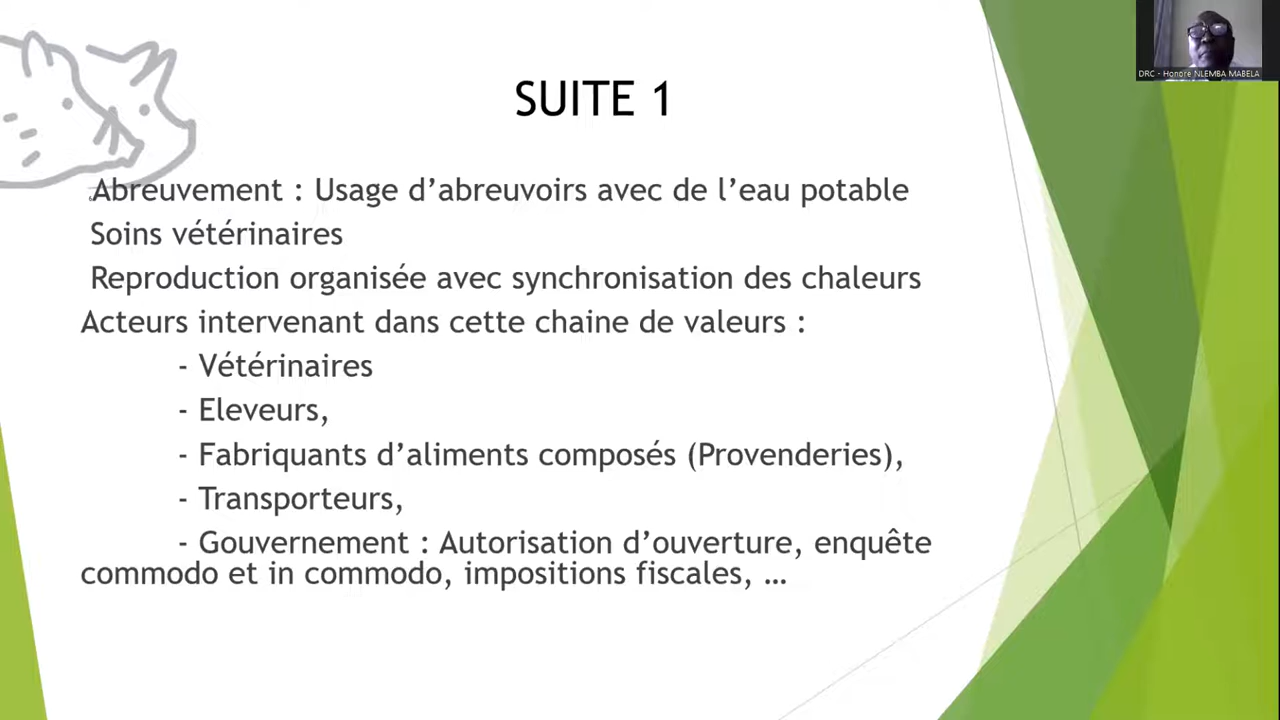 DRC - Honore NLEMBA MABELA
SUITE 1
Abreuvement : Usage d’abreuvoirs avec de l’eau potable
Soins vétérinaires
Reproduction organisée avec synchronisation des chaleurs
Acteurs intervenant dans cette chaine de valeurs :
- Vétérinaires
- Eleveurs,
- Fabriquants d’aliments composés (Provenderies),
- Transporteurs,
- Gouvernement : Autorisation d’ouverture, enquête
commodo et in commodo, impositions fiscales, …